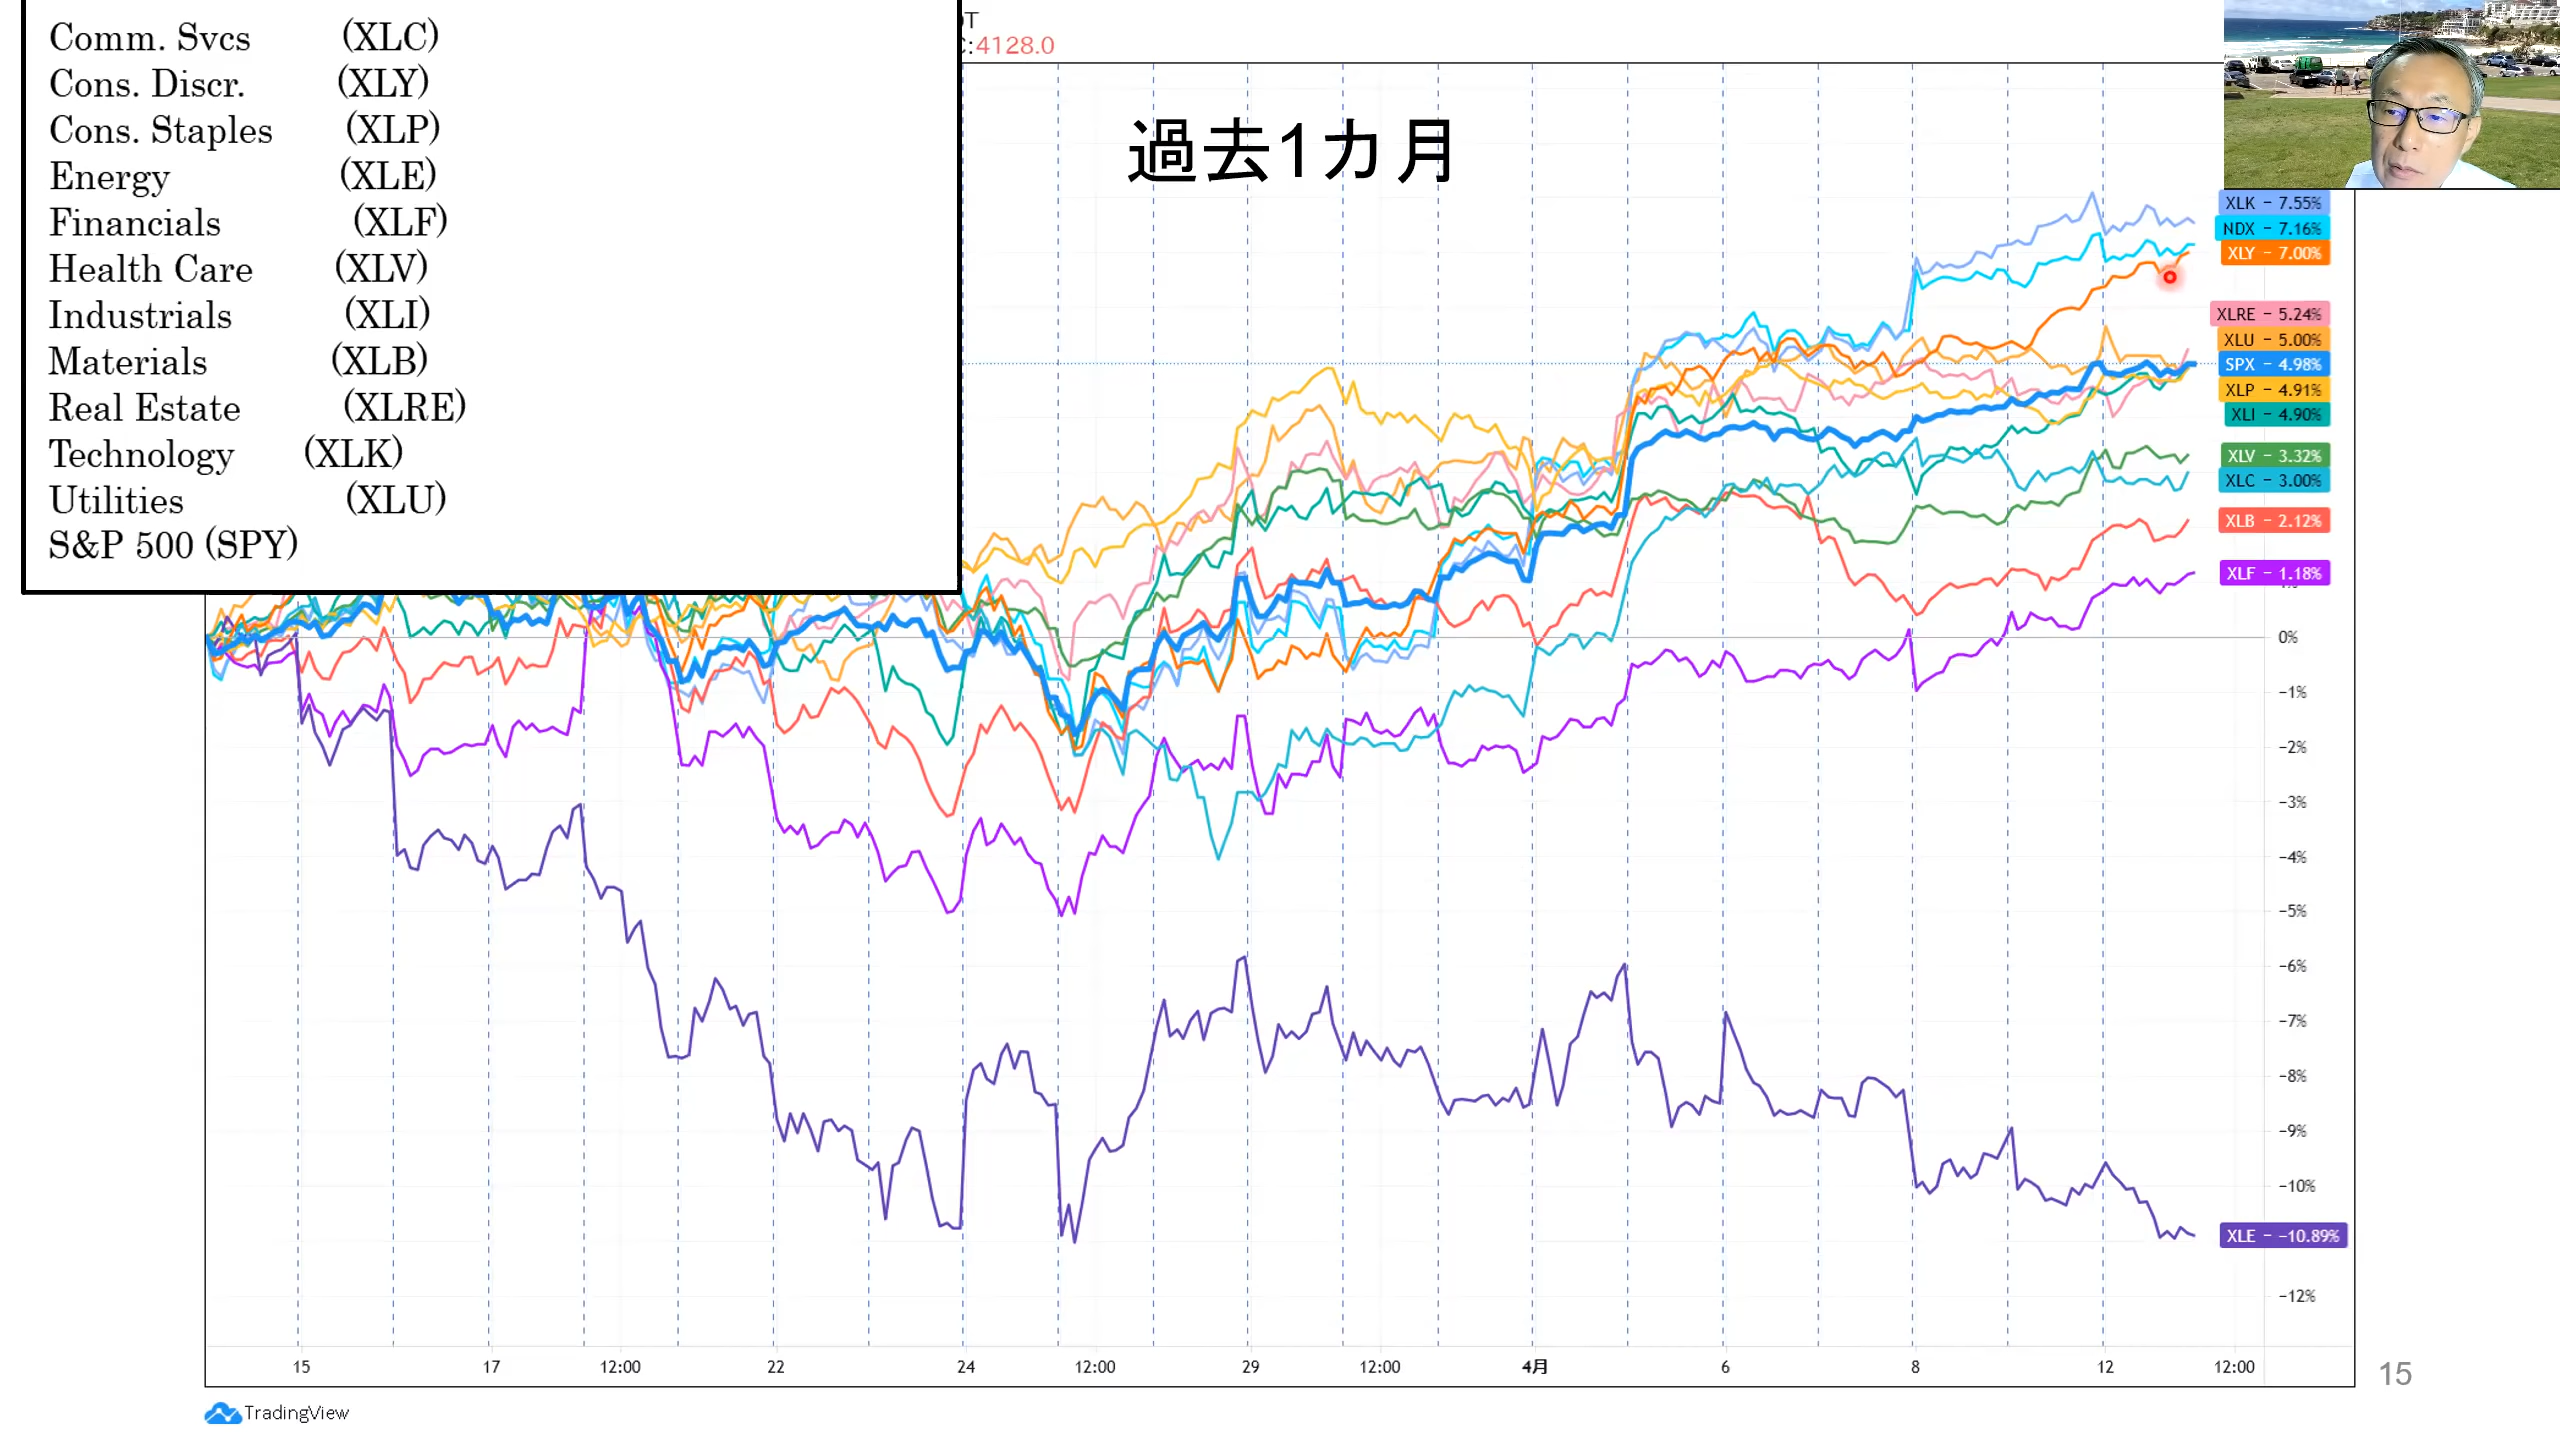 Comm. Svcs (XLC)
Cons. Discr. (XLY)
Cons. Staples (XLP)
Energy (XLE)
Financials (XLF)
Health Care (XLV)
Industrials (XLI)
Materials (XLB)
Real Estate (XLRE)
Technology (XLK)
Utilities (XLU)
S&P 500 (SPY)
:4128.0
過去1カ月
XLK - 7.55%
NDX - 7.16%
XLY - 7.00%
XLRE - 5.24%
XLU - 5.00%
SPX - 4.98%
XLP - 4.91%
XLI - 4.90%
XLV - 3.32%
XLC - 3.00%
XLB - 2.12%
XLF - 1.18%
0%
-1%
-2%
-3%
-4%
-5%
-6%
-7%
-8%
-9%
-10%
XLE - -10.89%
-12%
15 17 12:00 22 24 12:00 29 12:00 4月 6 8 12 12:00
15
TradingView